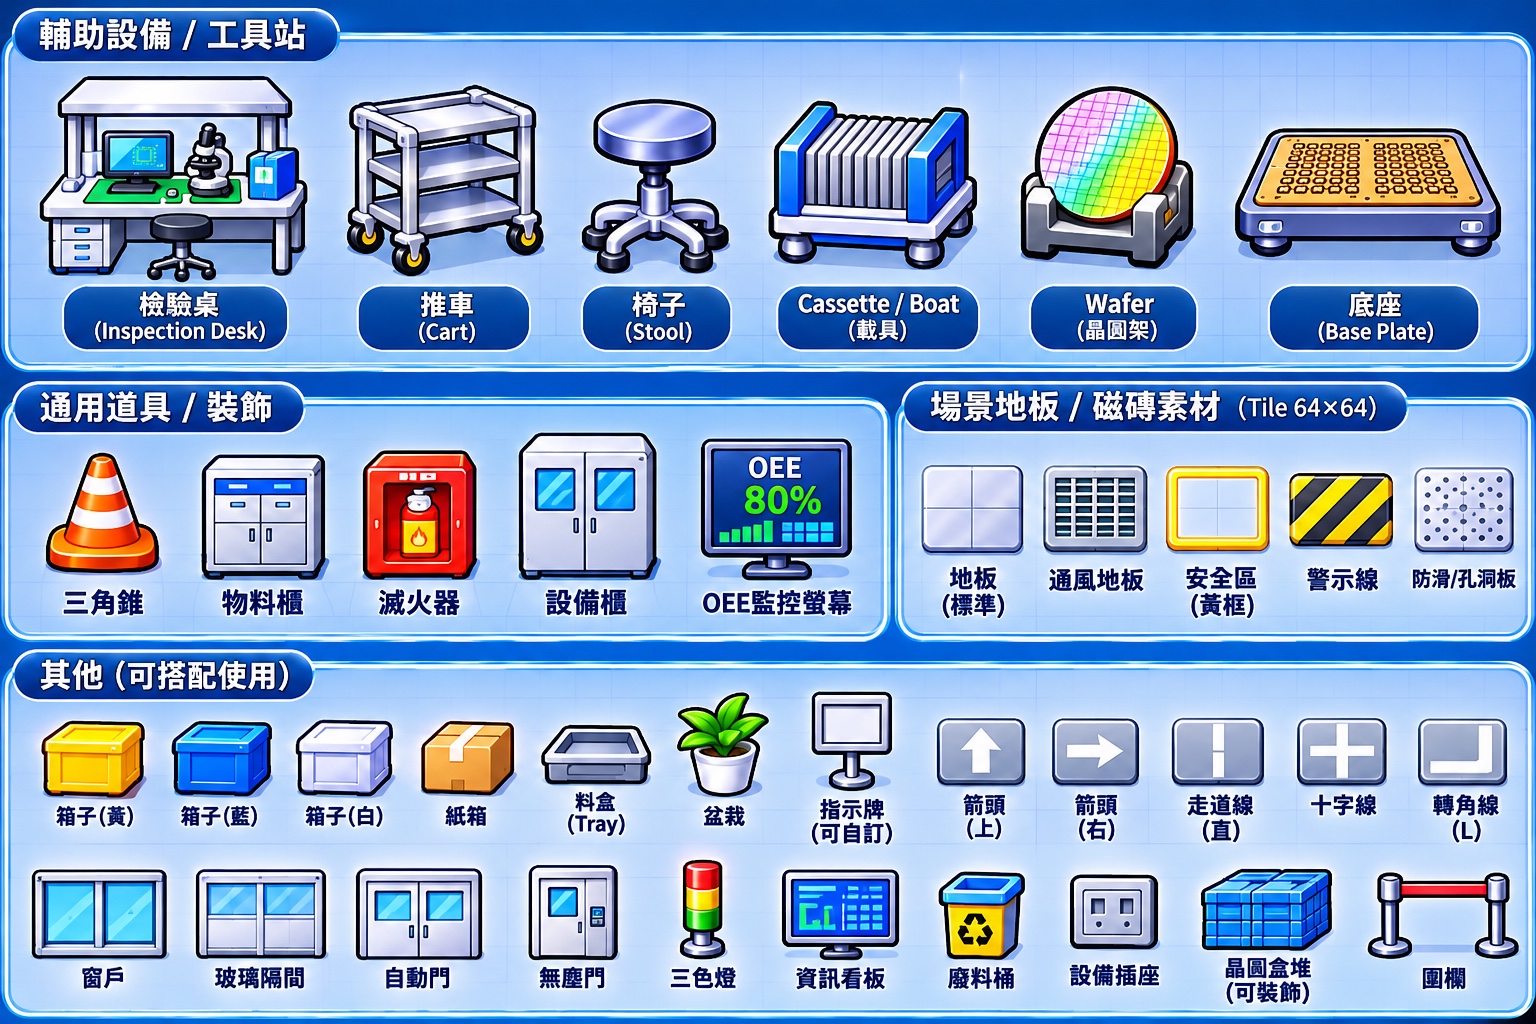 輔助設備 / 工具站
檢驗桌
(Inspection Desk)
推車
(Cart)
椅子
(Stool)
Cassette / Boat
(載具)
Wafer
(晶圓架)
底座
(Base Plate)
通用道具 / 裝飾
OEE
80%
三角錐
物料櫃
滅火器
設備櫃
OEE監控螢幕
場景地板 / 磁磚素材 (Tile 64×64)
地板
(標準)
通風地板
安全區
(黃框)
警示線
防滑/孔洞板
其他 (可搭配使用)
箱子(黃)
箱子(藍)
箱子(白)
紙箱
料盒
(Tray)
盆栽
指示牌
(可自訂)
箭頭
(上)
箭頭
(右)
走道線
(直)
十字線
轉角線
(L)
窗戶
玻璃隔間
自動門
無塵門
三色燈
資訊看板
廢料桶
設備插座
晶圓盒堆
(可裝飾)
圍欄